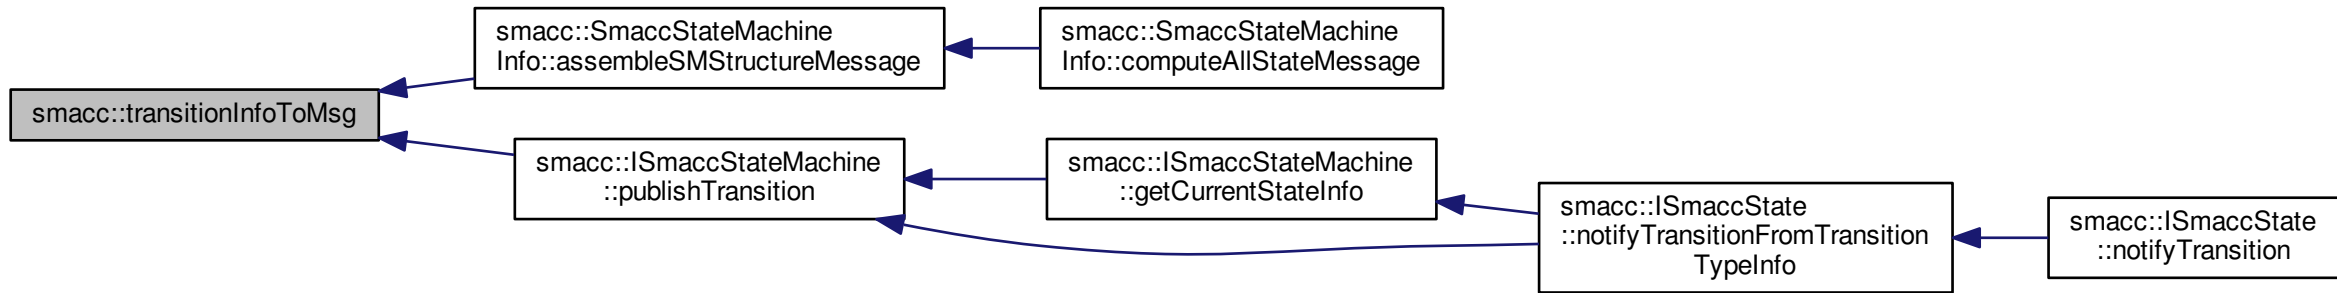 smacc::transitionInfoToMsg
smacc::SmaccStateMachine
Info::assembleSMStructureMessage
smacc::SmaccStateMachine
Info::computeAllStateMessage
smacc::ISmaccStateMachine
::publishTransition
smacc::ISmaccStateMachine
::getCurrentStateInfo
smacc::ISmaccState
::notifyTransitionFromTransition
TypeInfo
smacc::ISmaccState
::notifyTransition